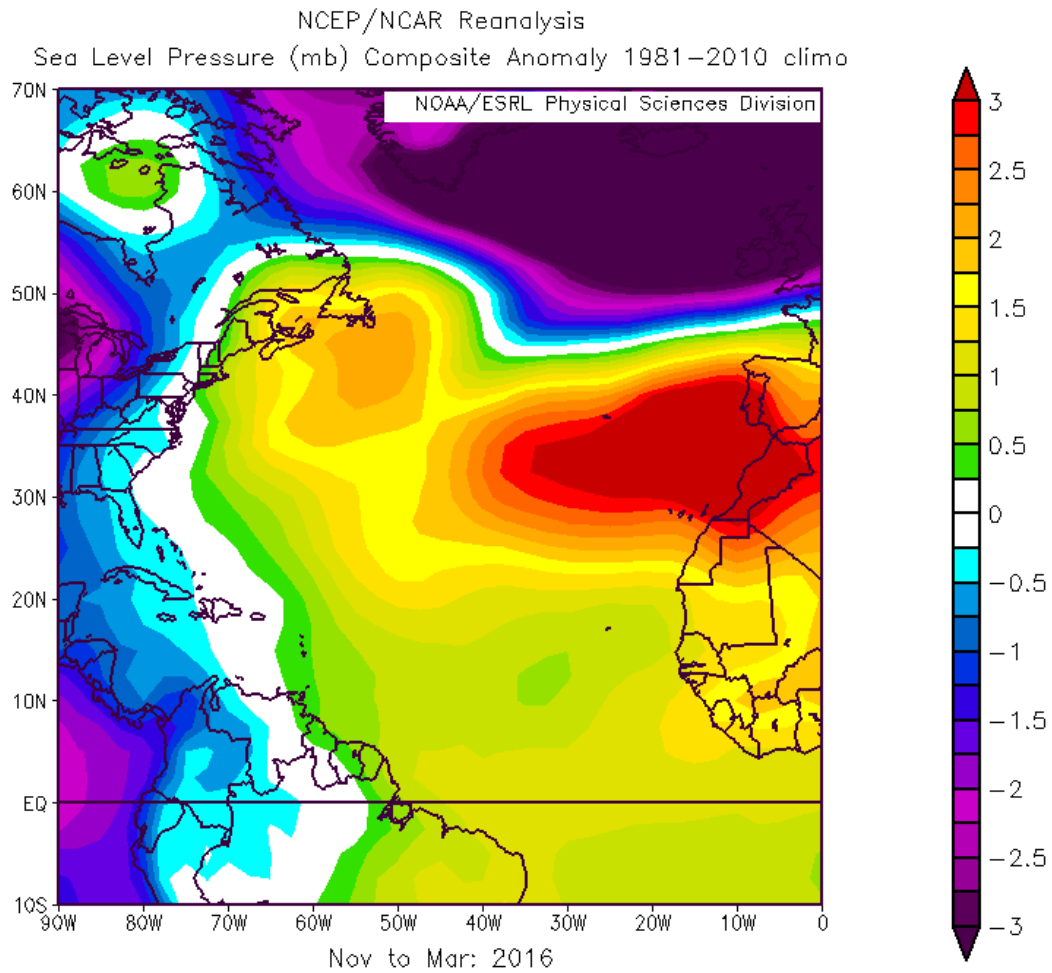 NCEP/NCAR Reanalysis
Sea Level Pressure (mb) Composite Anomaly 1981-2010 climo
NOAA/ESRL Physical Sciences Division
70N
60N
50N
40N
30N
20N
10N
EQ
10S
90W 80W 70W 60W 50W 40W 30W 20W 10W 0
Nov to Mar: 2016
3
2.5
2
1.5
1
0.5
0
-0.5
-1
-1.5
-2
-2.5
-3